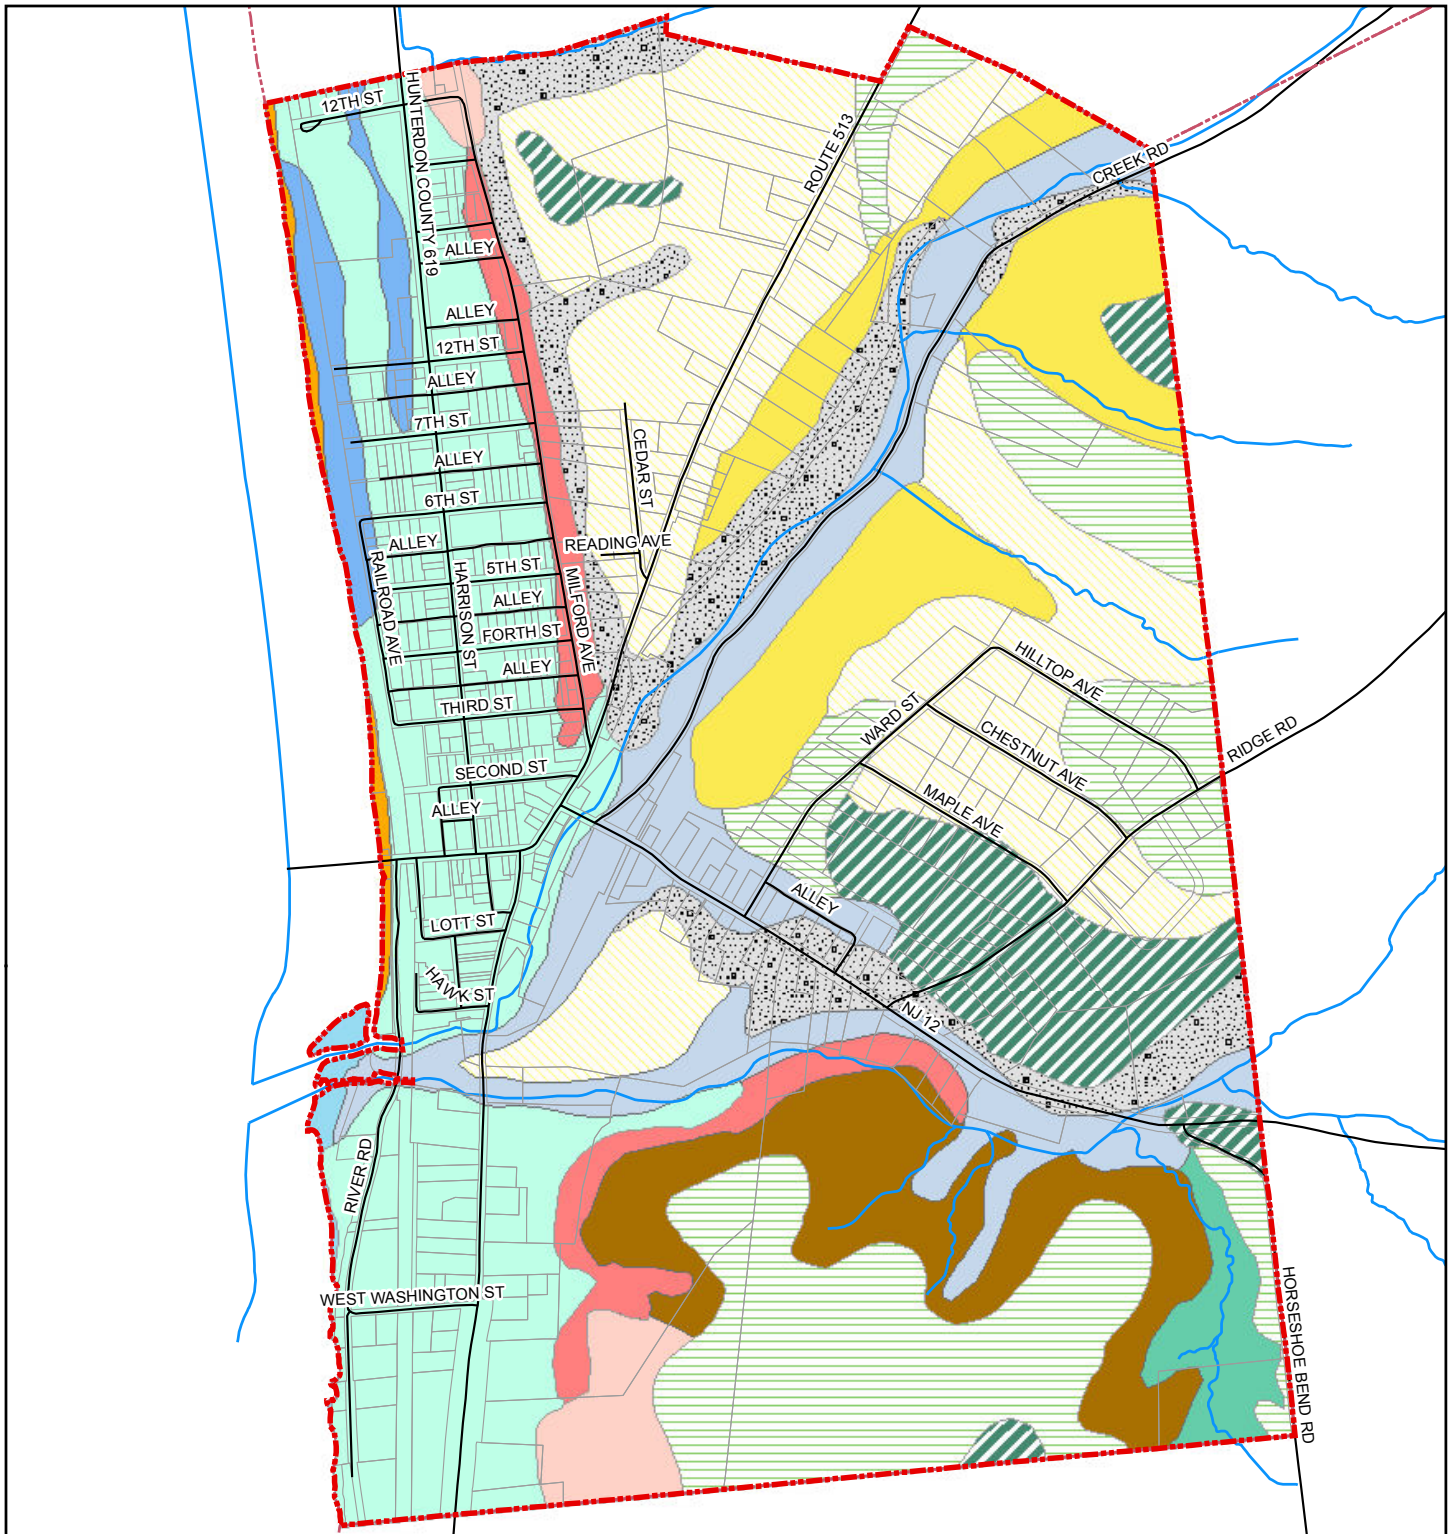 12TH ST
HUNTERDON COUNTY 619
ROUTE 513
CREEK RD
ALLEY
ALLEY
12TH ST
ALLEY
7TH ST
ALLEY
CEDAR ST
6TH ST
ALLEY
READING AVE
RAILROAD AVE
HARRISON ST
5TH ST
MILFORD AVE
ALLEY
FORTH ST
ALLEY
THIRD ST
HILLTOP AVE
WARD ST
CHESTNUT AVE
RIDGE RD
SECOND ST
MAPLE AVE
ALLEY
ALLEY
LOTT ST
HAWK ST
NJ 12
RIVER RD
WEST WASHINGTON ST
HORSESHOE BEND RD